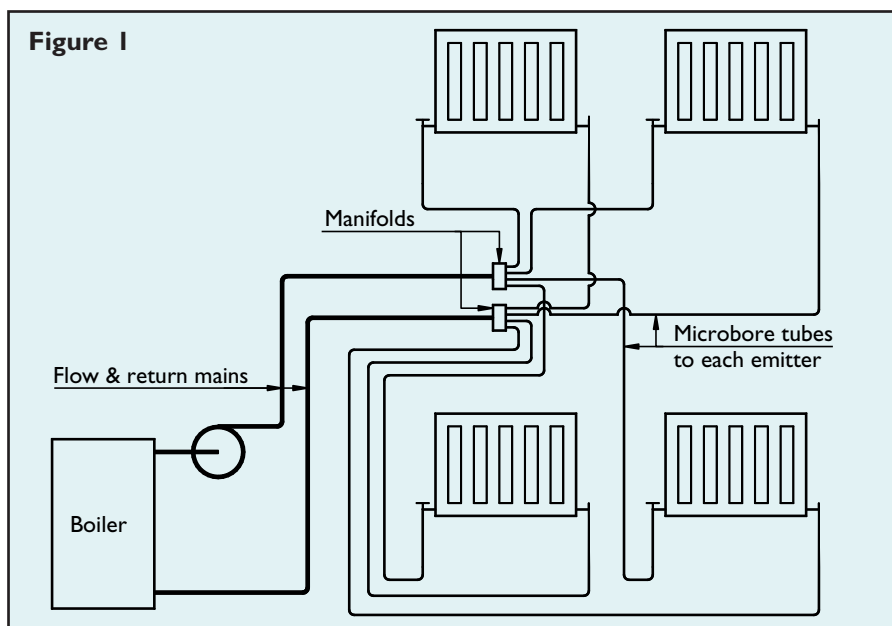 Figure 1
Manifolds
Microbore tubes
to each emitter
Flow & return mains
Boiler